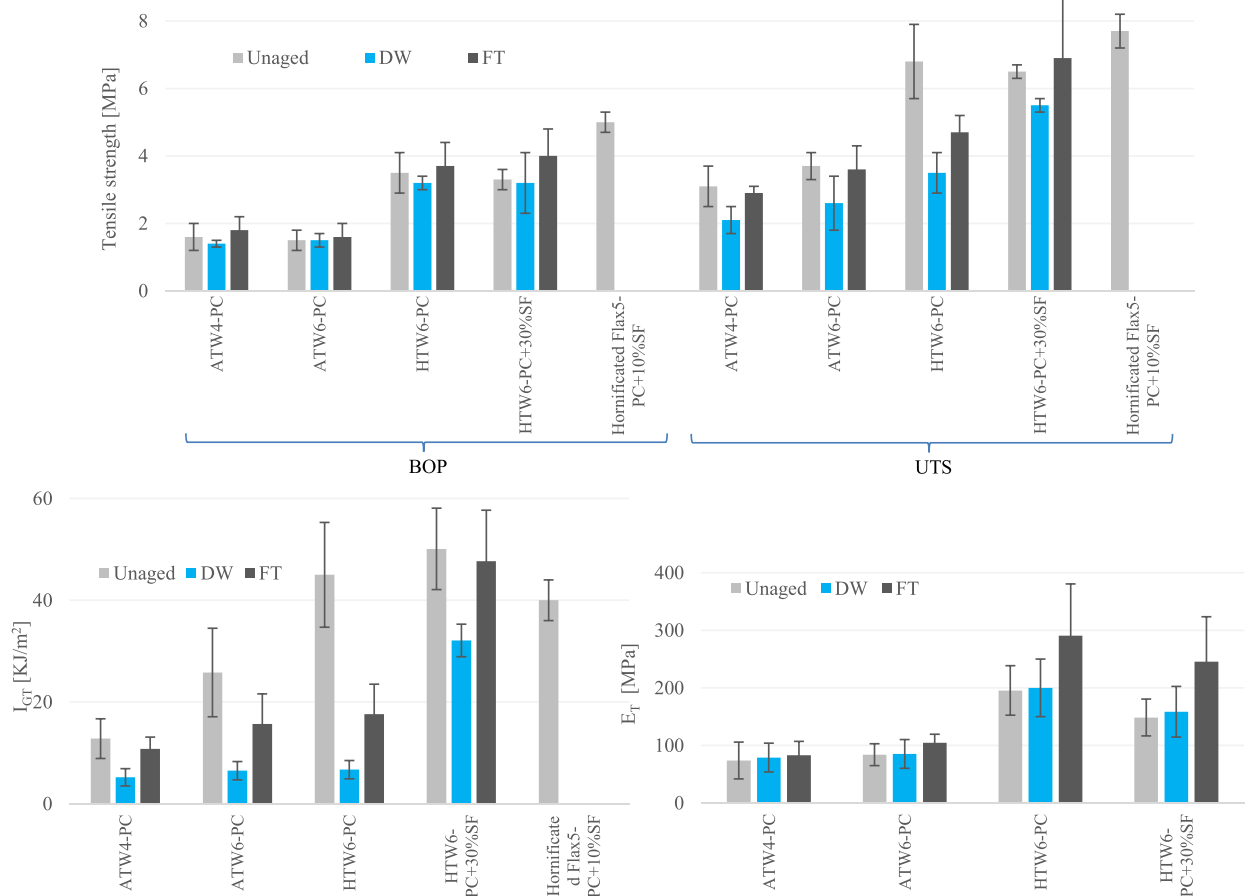 8
6
4
2
0
Tensile strength [MPa]
Unaged DW FT
ATW4-PC
ATW6-PC
HTW6-PC
HTW6-PC+30%SF
Hornificated Flax5-
PC+10%SF
ATW4-PC
ATW6-PC
HTW6-PC
HTW6-PC+30%SF
Hornificated Flax5-
PC+10%SF
BOP
UTS
60
40
20
0
I_GT [KJ/m²]
Unaged DW FT
ATW4-PC
ATW6-PC
HTW6-PC
HTW6-
PC+30%SF
Hornificate
d Flax5-
PC+10%SF
400
300
200
100
0
E_T [MPa]
Unaged DW FT
ATW4-PC
ATW6-PC
HTW6-PC
HTW6-
PC+30%SF